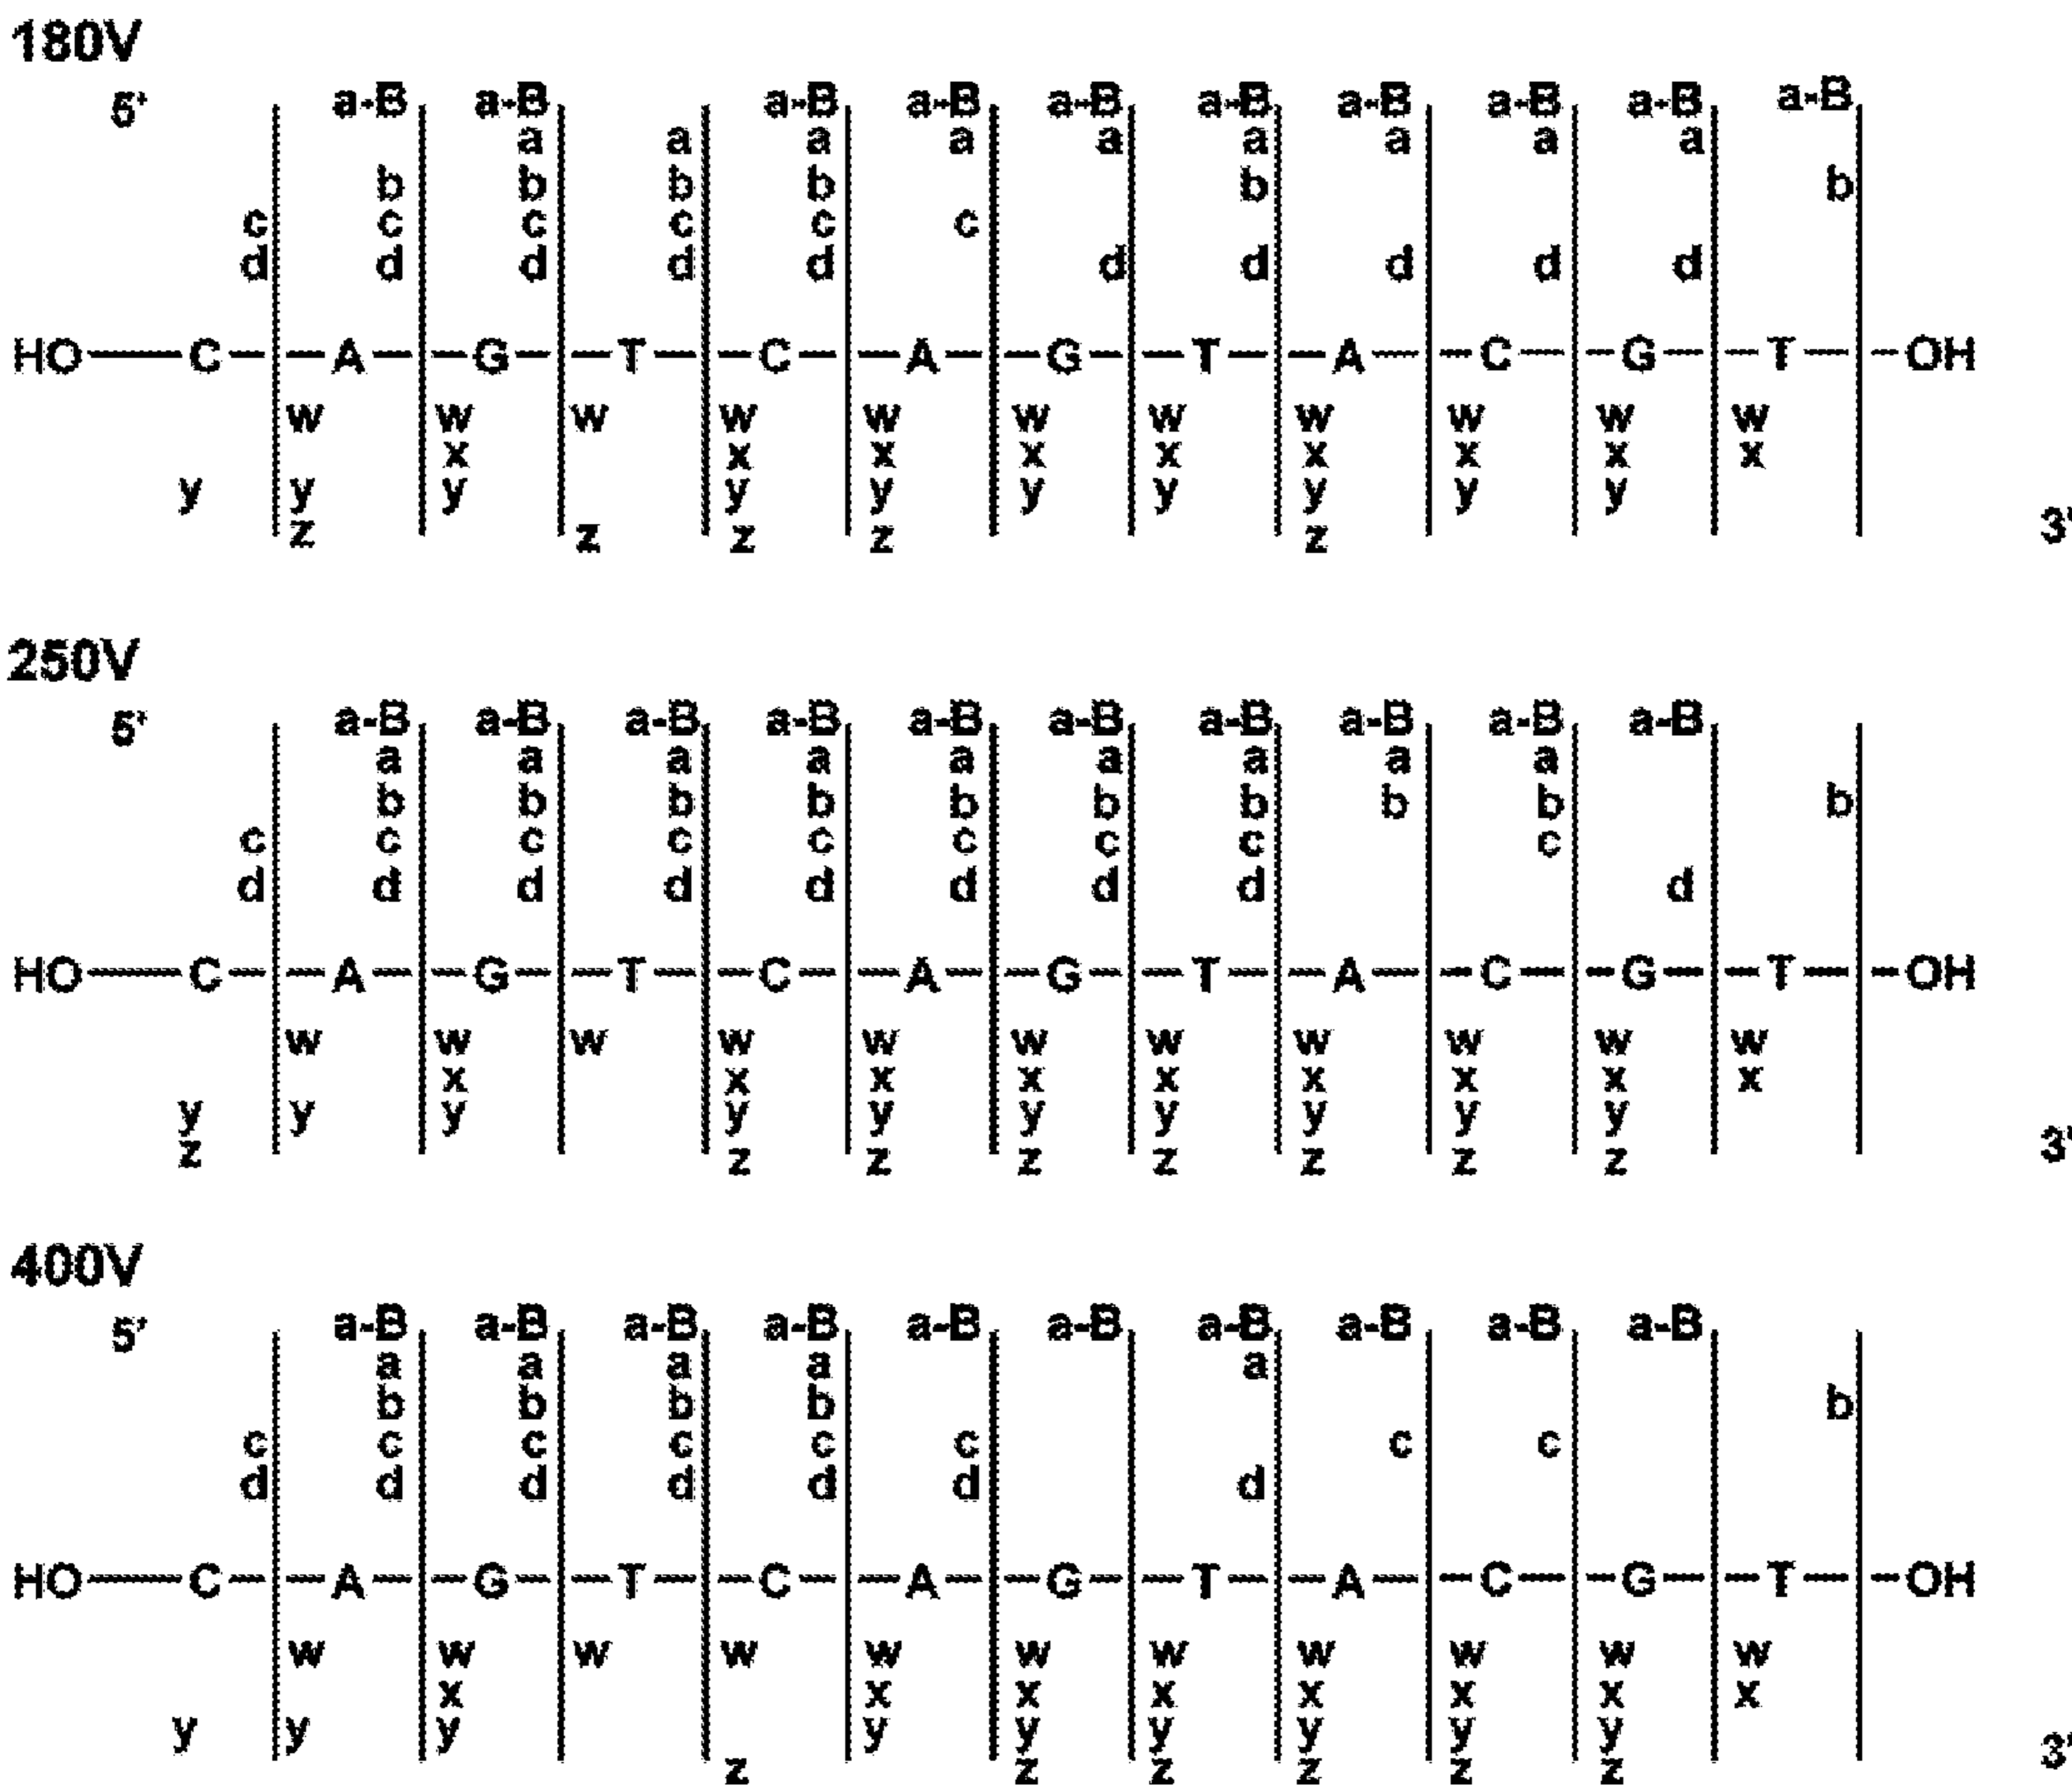 180V
5' a-B a-B a-B a-B a-B a-B a-B a-B a-B a-B
a a a a a a a a a
b b b b b b
c c c c c c
d d d d d d d d d d
HO C A G T C A G T A C G T OH
w w w w w w w w w w w
x x x x x x x x x
y y y y y y y y y y
z z z z z 3'
250V
5' a-B a-B a-B a-B a-B a-B a-B a-B a-B a-B
a a a a a a a a a
b b b b b b b b b b
c c c c c c c c c
d d d d d d d d d
HO C A G T C A G T A C G T OH
w w w w w w w w w w w
x x x x x x x x x
y y y y y y y y y y
z z z z z z z z 3'
400V
5' a-B a-B a-B a-B a-B a-B a-B a-B a-B a-B
a a a a a
b b b b b
c c c c c c c c
d d d d d d d
HO C A G T C A G T A C G T OH
w w w w w w w w w w w
x x x x x x x x
y y y y y y y y y
z z z z z z 3'